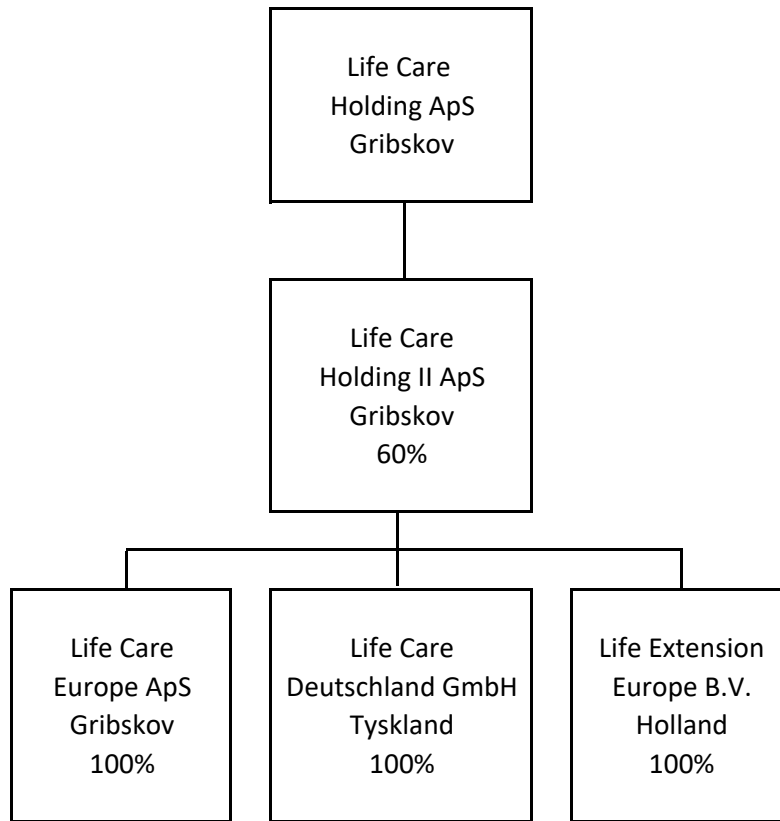 Life Care
Holding ApS
Gribskov
Life Care
Holding II ApS
Gribskov
60%
Life Care
Europe ApS
Gribskov
100%
Life Care
Deutschland GmbH
Tyskland
100%
Life Extension
Europe B.V.
Holland
100%